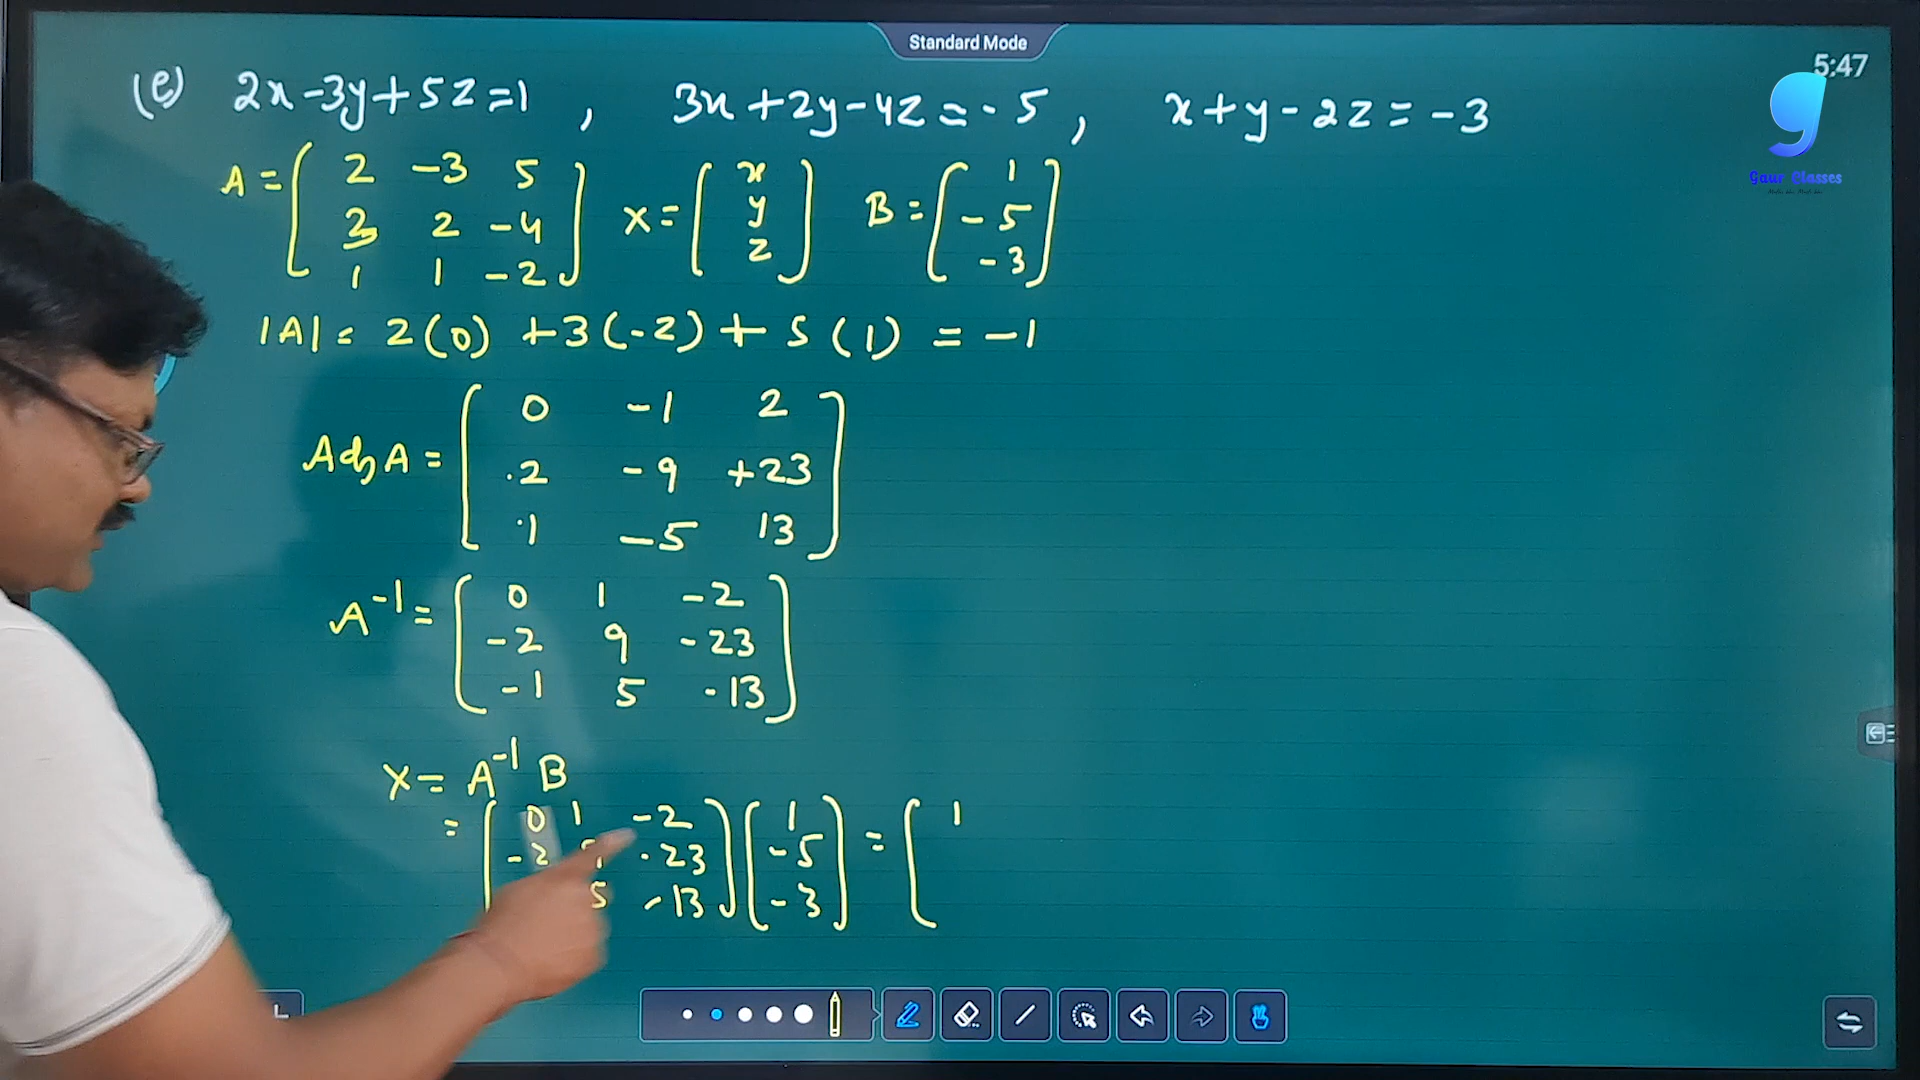 Standard Mode
5:47
(e) 2x-3y+5z=1 , 3x+2y-4z=-5 , x+y-2z=-3
Gaur Classes
A = [ 2 -3 5 ] X = [ x ] B = [ 1 ]
3 2 -4 y -5
1 1 -2 z -3
|A| = 2(0) +3(-2) + 5(1) = -1
Adj A = [ 0 -1 2 ]
2 -9 +23
1 -5 13
A⁻¹ = [ 0 1 -2 ]
-2 9 -23
-1 5 -13
X = A⁻¹ B
= [ 0 1 -2 ] [ 1 ] = [ 1
-2 -23 -5
5 -13 -3